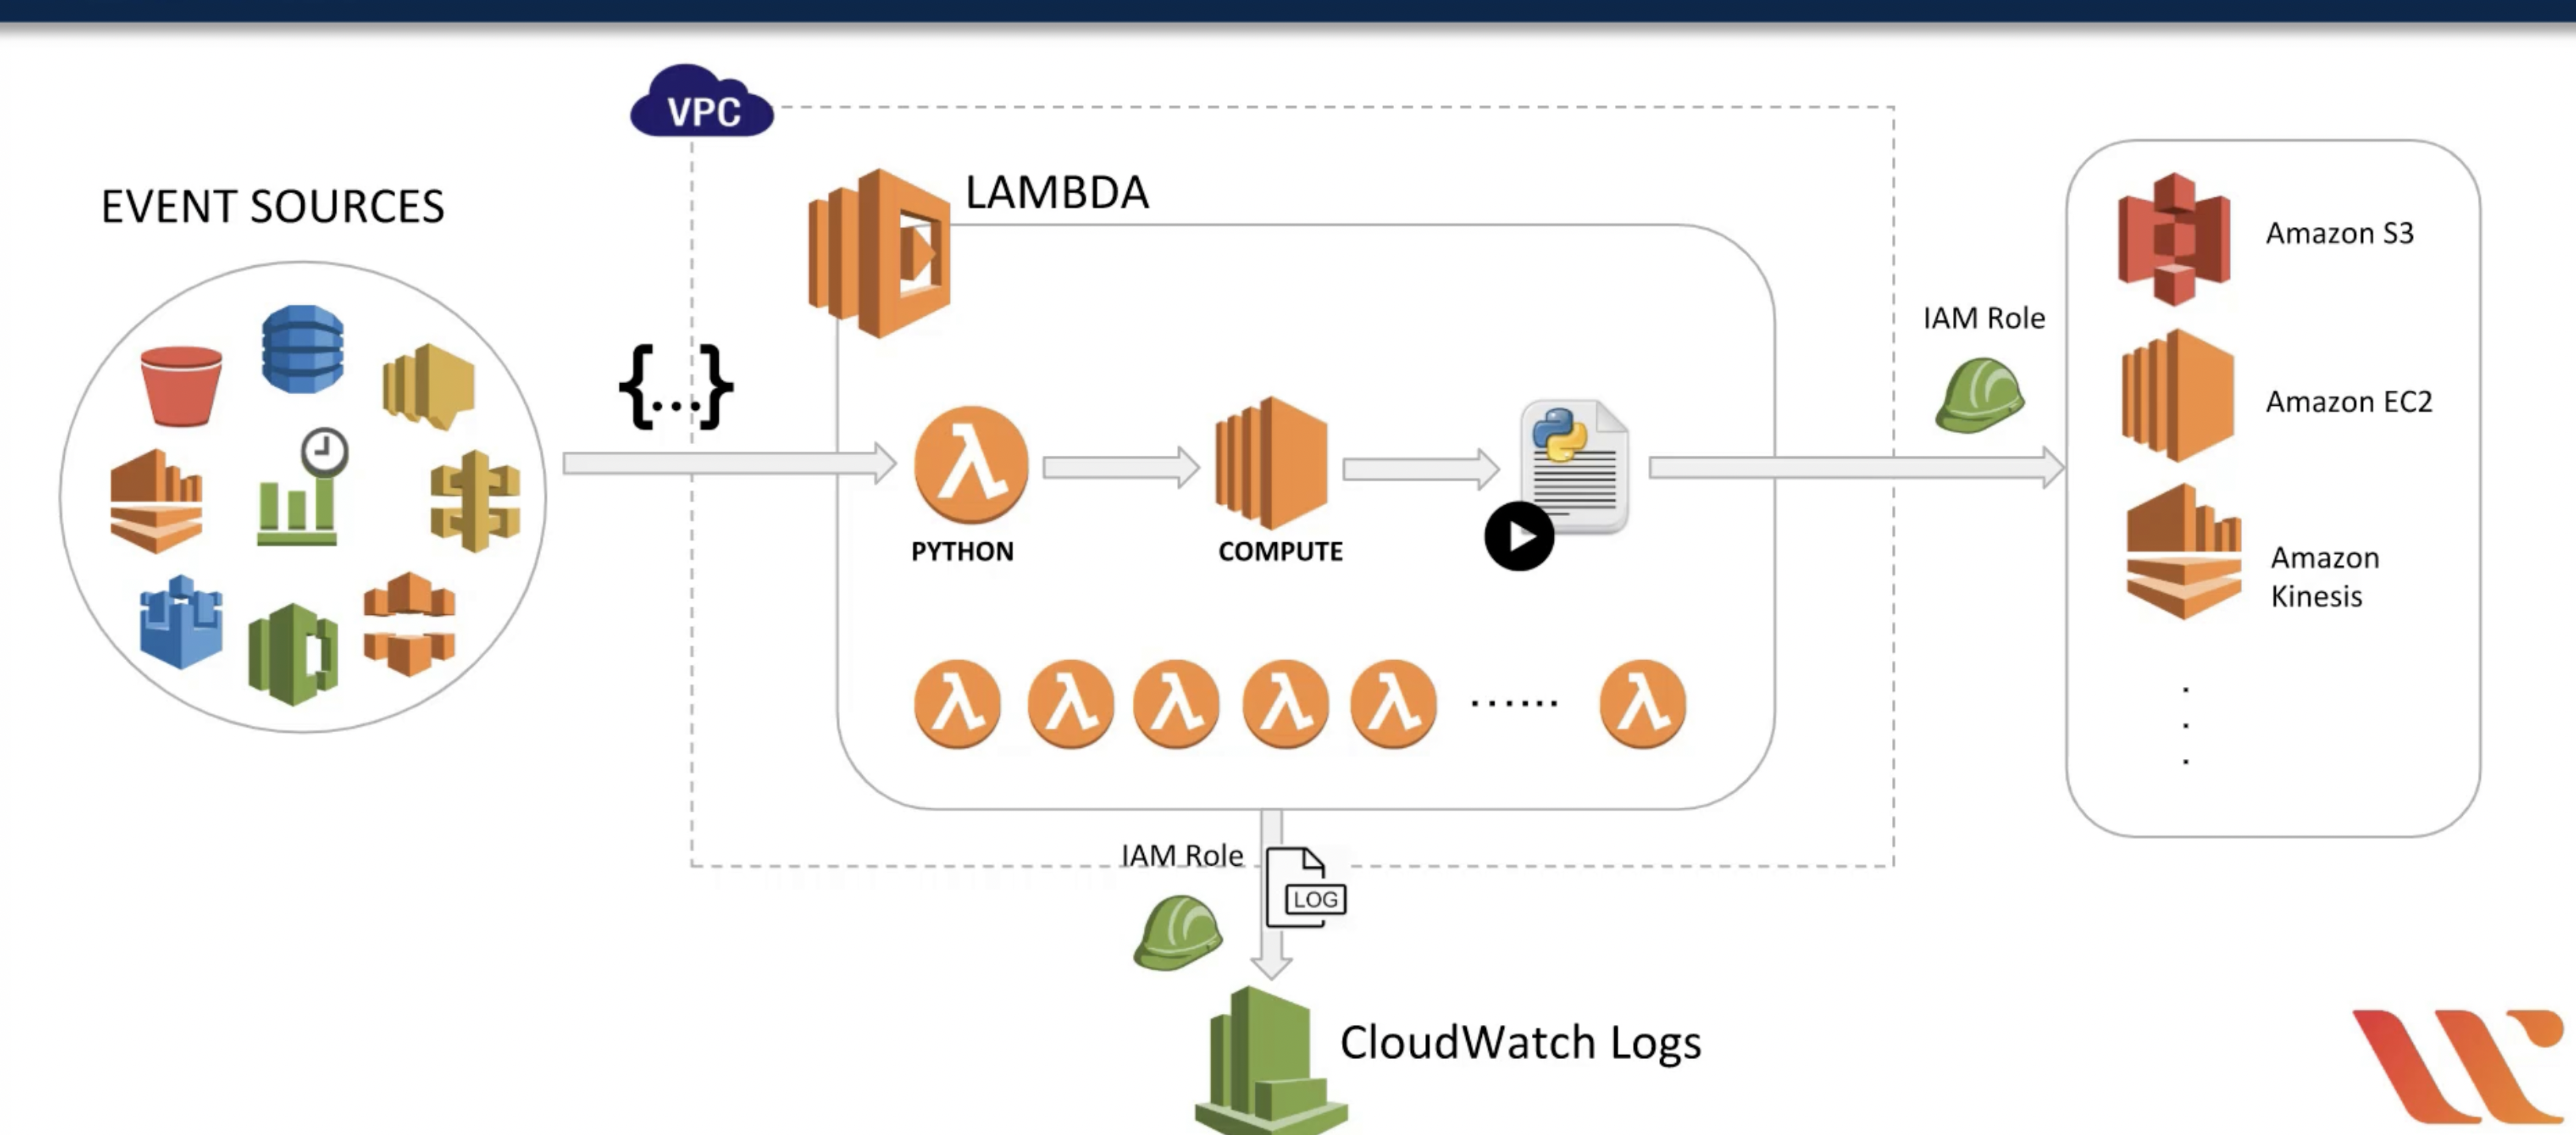 VPC
EVENT SOURCES
LAMBDA
{...}
PYTHON
COMPUTE
IAM Role
Amazon S3
Amazon EC2
Amazon
Kinesis
IAM Role
LOG
CloudWatch Logs